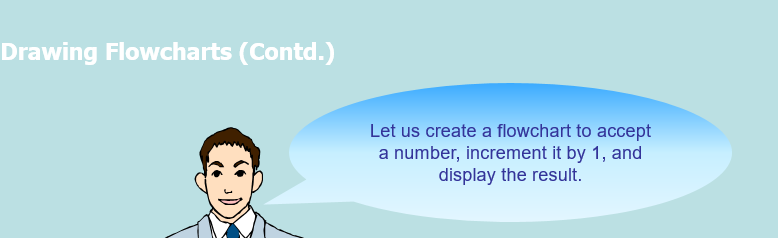 Drawing Flowcharts (Contd.)
Let us create a flowchart to accept
a number, increment it by 1, and
display the result.